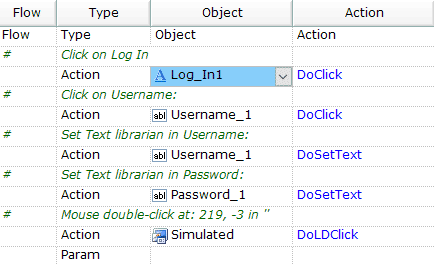 Flow Type Object Action
Flow Type Object Action
# Click on Log In
Action Log_In1 DoClick
# Click on Username:
Action Username_1 DoClick
# Set Text librarian in Username:
Action Username_1 DoSetText
# Set Text librarian in Password:
Action Password_1 DoSetText
# Mouse double-click at: 219, -3 in ''
Action Simulated DoLDClick
Param